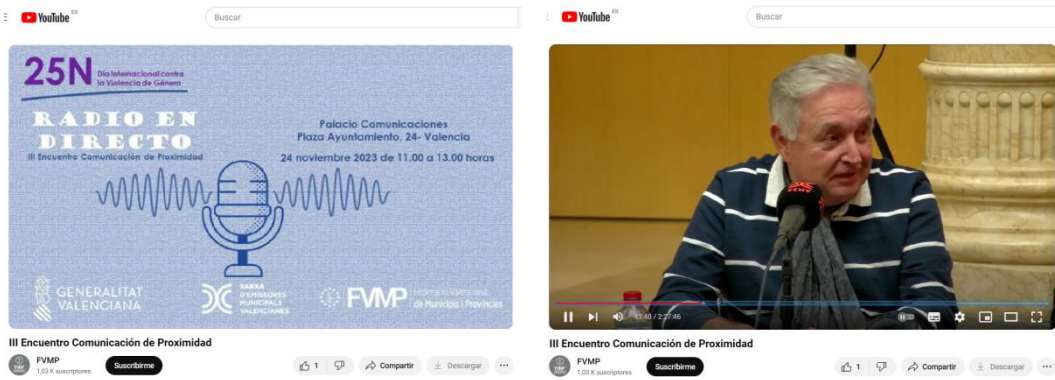 YouTube ES
Buscar
25N Día Internacional contra
la Violencia de Género
RADIO EN
DIRECTO
III Encuentro Comunicación de Proximidad
Palacio Comunicaciones
Plaza Ayuntamiento, 24- Valencia
24 noviembre 2023 de 11.00 a 13.00 horas
GENERALITAT
VALENCIANA
XARXA
D'EMISSORES
MUNICIPALS
VALENCIANES
FVMP
Federació Valenciana
de Municipis i Províncies
III Encuentro Comunicación de Proximidad
FVMP
1,03 K suscriptores
Suscribirme
1
Compartir
Descargar
YouTube ES
Buscar
43:40 / 2:27:46
III Encuentro Comunicación de Proximidad
FVMP
1,03 K suscriptores
Suscribirme
1
Compartir
Descargar